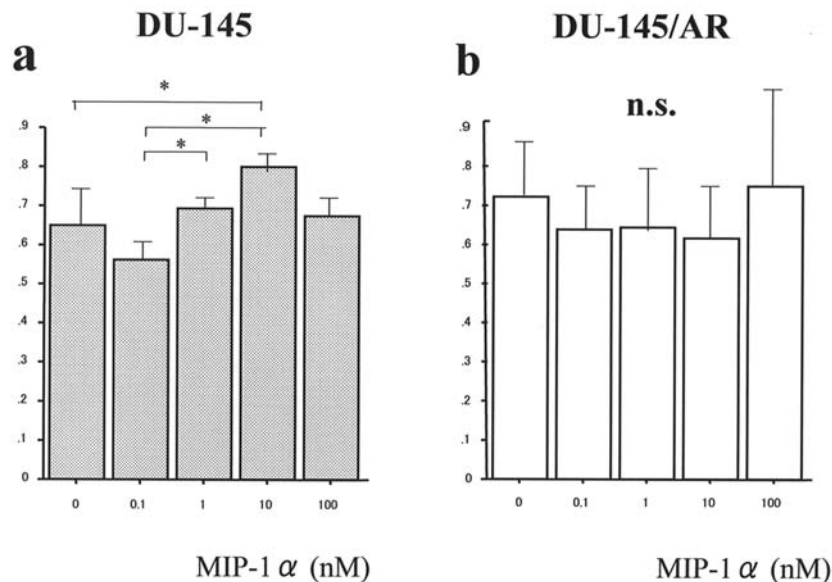 DU-145
a
*
*
*
.9
.8
.7
.6
.5
.4
.3
.2
.1
0
0 0.1 1 10 100
MIP-1 α (nM)
DU-145/AR
b
n.s.
.9
.8
.7
.6
.5
.4
.3
.2
.1
0
0 0.1 1 10 100
MIP-1 α (nM)